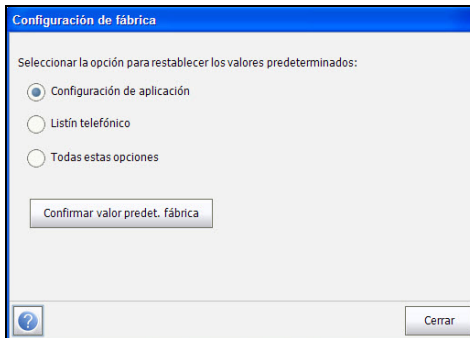 Configuración de fábrica
Seleccionar la opción para restablecer los valores predeterminados:
Configuración de aplicación
Listín telefónico
Todas estas opciones
Confirmar valor predet. fábrica
?
Cerrar